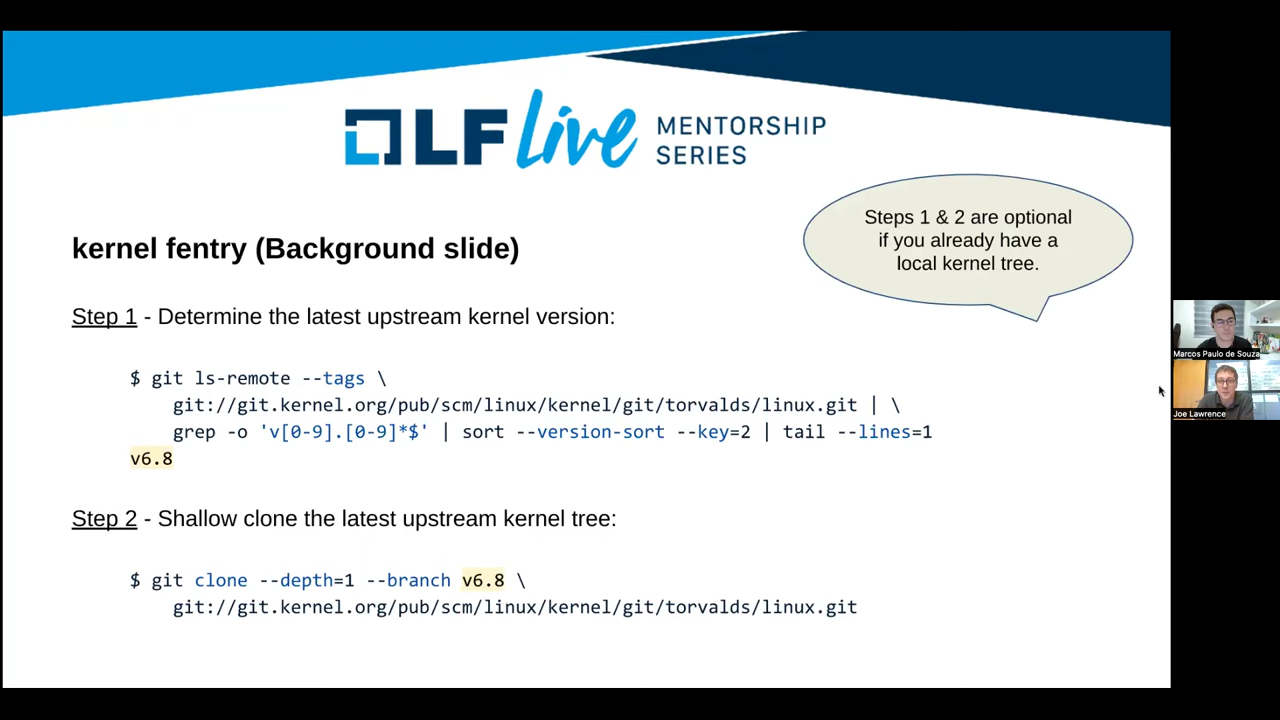 LF live MENTORSHIP
SERIES
Steps 1 & 2 are optional
if you already have a
local kernel tree.
kernel fentry (Background slide)
Step 1 - Determine the latest upstream kernel version:
$ git ls-remote --tags \
git://git.kernel.org/pub/scm/linux/kernel/git/torvalds/linux.git | \
grep -o 'v[0-9].[0-9]*$' | sort --version-sort --key=2 | tail --lines=1
v6.8
Step 2 - Shallow clone the latest upstream kernel tree:
$ git clone --depth=1 --branch v6.8 \
git://git.kernel.org/pub/scm/linux/kernel/git/torvalds/linux.git
Marcos Paulo de Souza
Joe Lawrence